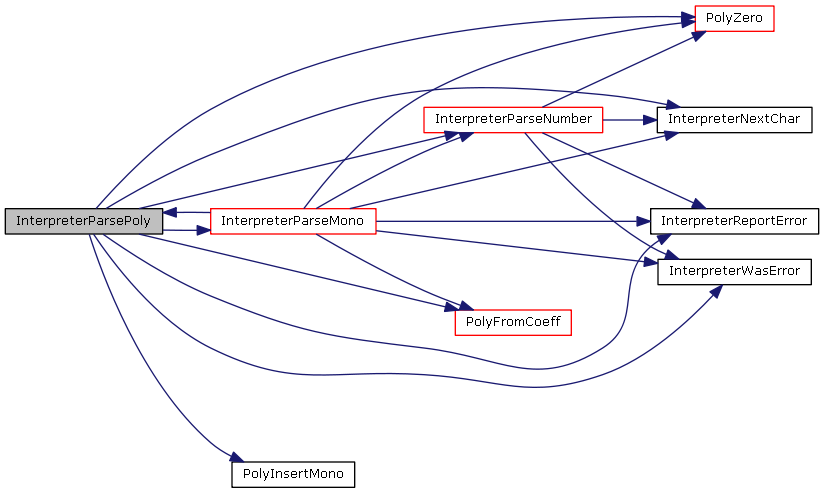 PolyZero
InterpreterParseNumber
InterpreterNextChar
InterpreterParsePoly
InterpreterParseMono
InterpreterReportError
InterpreterWasError
PolyFromCoeff
PolyInsertMono